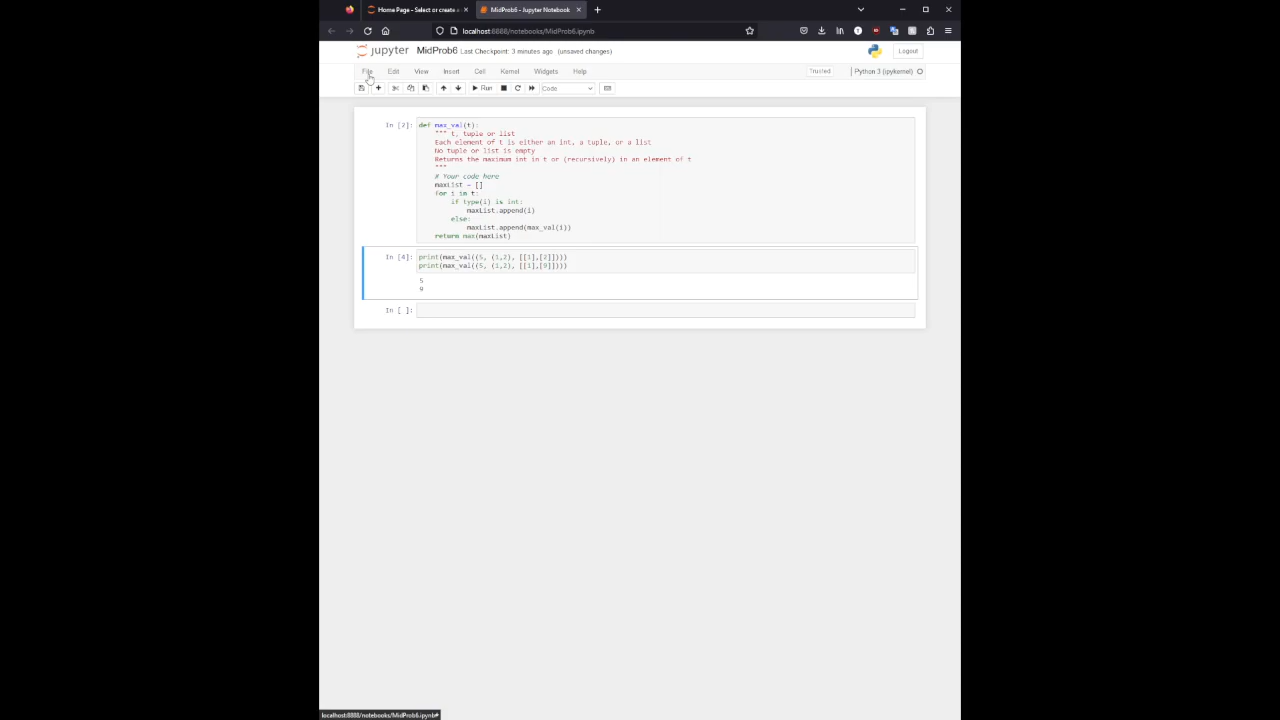 Home Page - Select or create a
MidProb6 - Jupyter Notebook
localhost:8888/notebooks/MidProb6.ipynb
jupyter MidProb6 Last Checkpoint: 3 minutes ago (unsaved changes)
Logout
File Edit View Insert Cell Kernel Widgets Help
Trusted
Python 3 (ipykernel)
Run
Code
In [2]: def max_val(t):
""" t, tuple or list
Each element of t is either an int, a tuple, or a list
No tuple or list is empty
Returns the maximum int in t or (recursively) in an element of t
"""
# Your code here
maxList = []
for i in t:
if type(i) is int:
maxList.append(i)
else:
maxList.append(max_val(i))
return max(maxList)
In [4]: print(max_val((5, (1,2), [[1],[2]])))
print(max_val((5, (1,2), [[1],[9]])))
5
9
In [ ]:
localhost:8888/notebooks/MidProb6.ipynb#